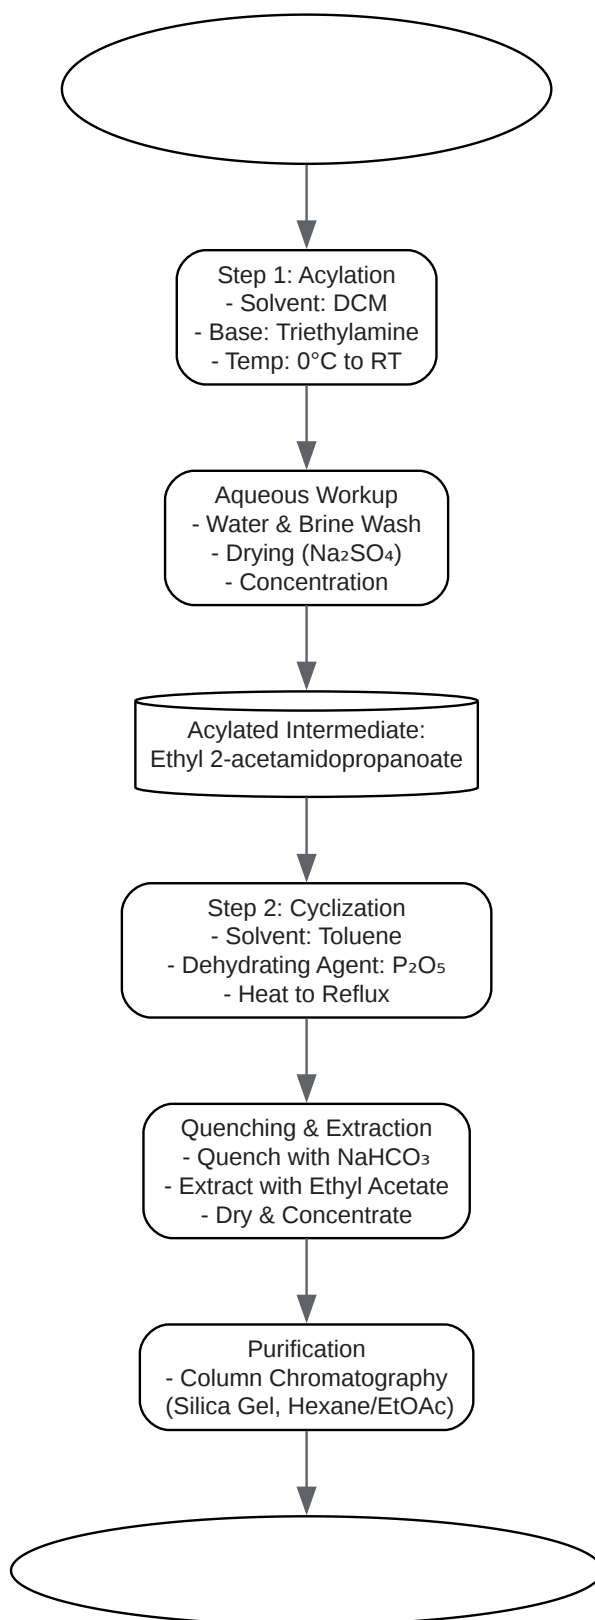 Step 1: Acylation
- Solvent: DCM
- Base: Triethylamine
- Temp: 0°C to RT
Aqueous Workup
- Water & Brine Wash
- Drying (Na₂SO₄)
- Concentration
Acylated Intermediate:
Ethyl 2-acetamidopropanoate
Step 2: Cyclization
- Solvent: Toluene
- Dehydrating Agent: P₂O₅
- Heat to Reflux
Quenching & Extraction
- Quench with NaHCO₃
- Extract with Ethyl Acetate
- Dry & Concentrate
Purification
- Column Chromatography
(Silica Gel, Hexane/EtOAc)